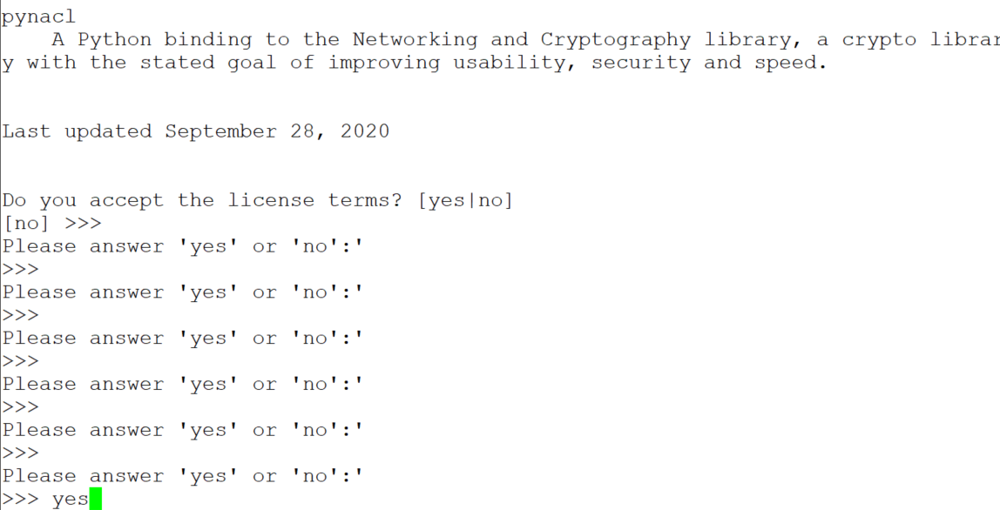 pynacl
    A Python binding to the Networking and Cryptography library, a crypto librar
y with the stated goal of improving usability, security and speed.
Last updated September 28, 2020
Do you accept the license terms? [yes|no]
[no] >>>
Please answer 'yes' or 'no':'
>>>
Please answer 'yes' or 'no':'
>>>
Please answer 'yes' or 'no':'
>>>
Please answer 'yes' or 'no':'
>>>
Please answer 'yes' or 'no':'
>>>
Please answer 'yes' or 'no':'
>>> yes